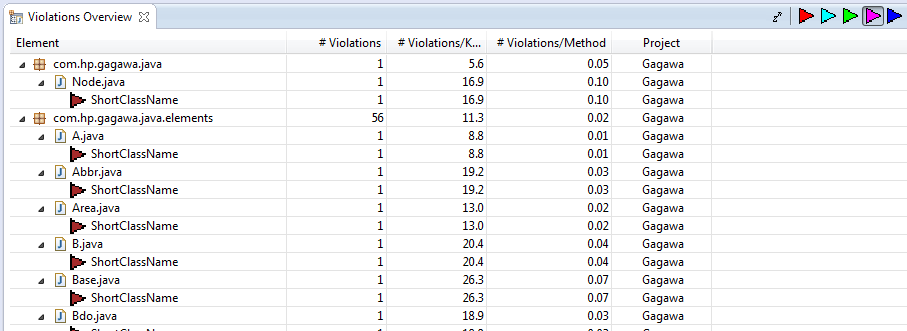 Violations Overview
Element # Violations # Violations/K... # Violations/Method Project
com.hp.gagawa.java 1 5.6 0.05 Gagawa
Node.java 1 16.9 0.10 Gagawa
ShortClassName 1 16.9 0.10 Gagawa
com.hp.gagawa.java.elements 56 11.3 0.02 Gagawa
A.java 1 8.8 0.01 Gagawa
ShortClassName 1 8.8 0.01 Gagawa
Abbr.java 1 19.2 0.03 Gagawa
ShortClassName 1 19.2 0.03 Gagawa
Area.java 1 13.0 0.02 Gagawa
ShortClassName 1 13.0 0.02 Gagawa
B.java 1 20.4 0.04 Gagawa
ShortClassName 1 20.4 0.04 Gagawa
Base.java 1 26.3 0.07 Gagawa
ShortClassName 1 26.3 0.07 Gagawa
Bdo.java 1 18.9 0.03 Gagawa